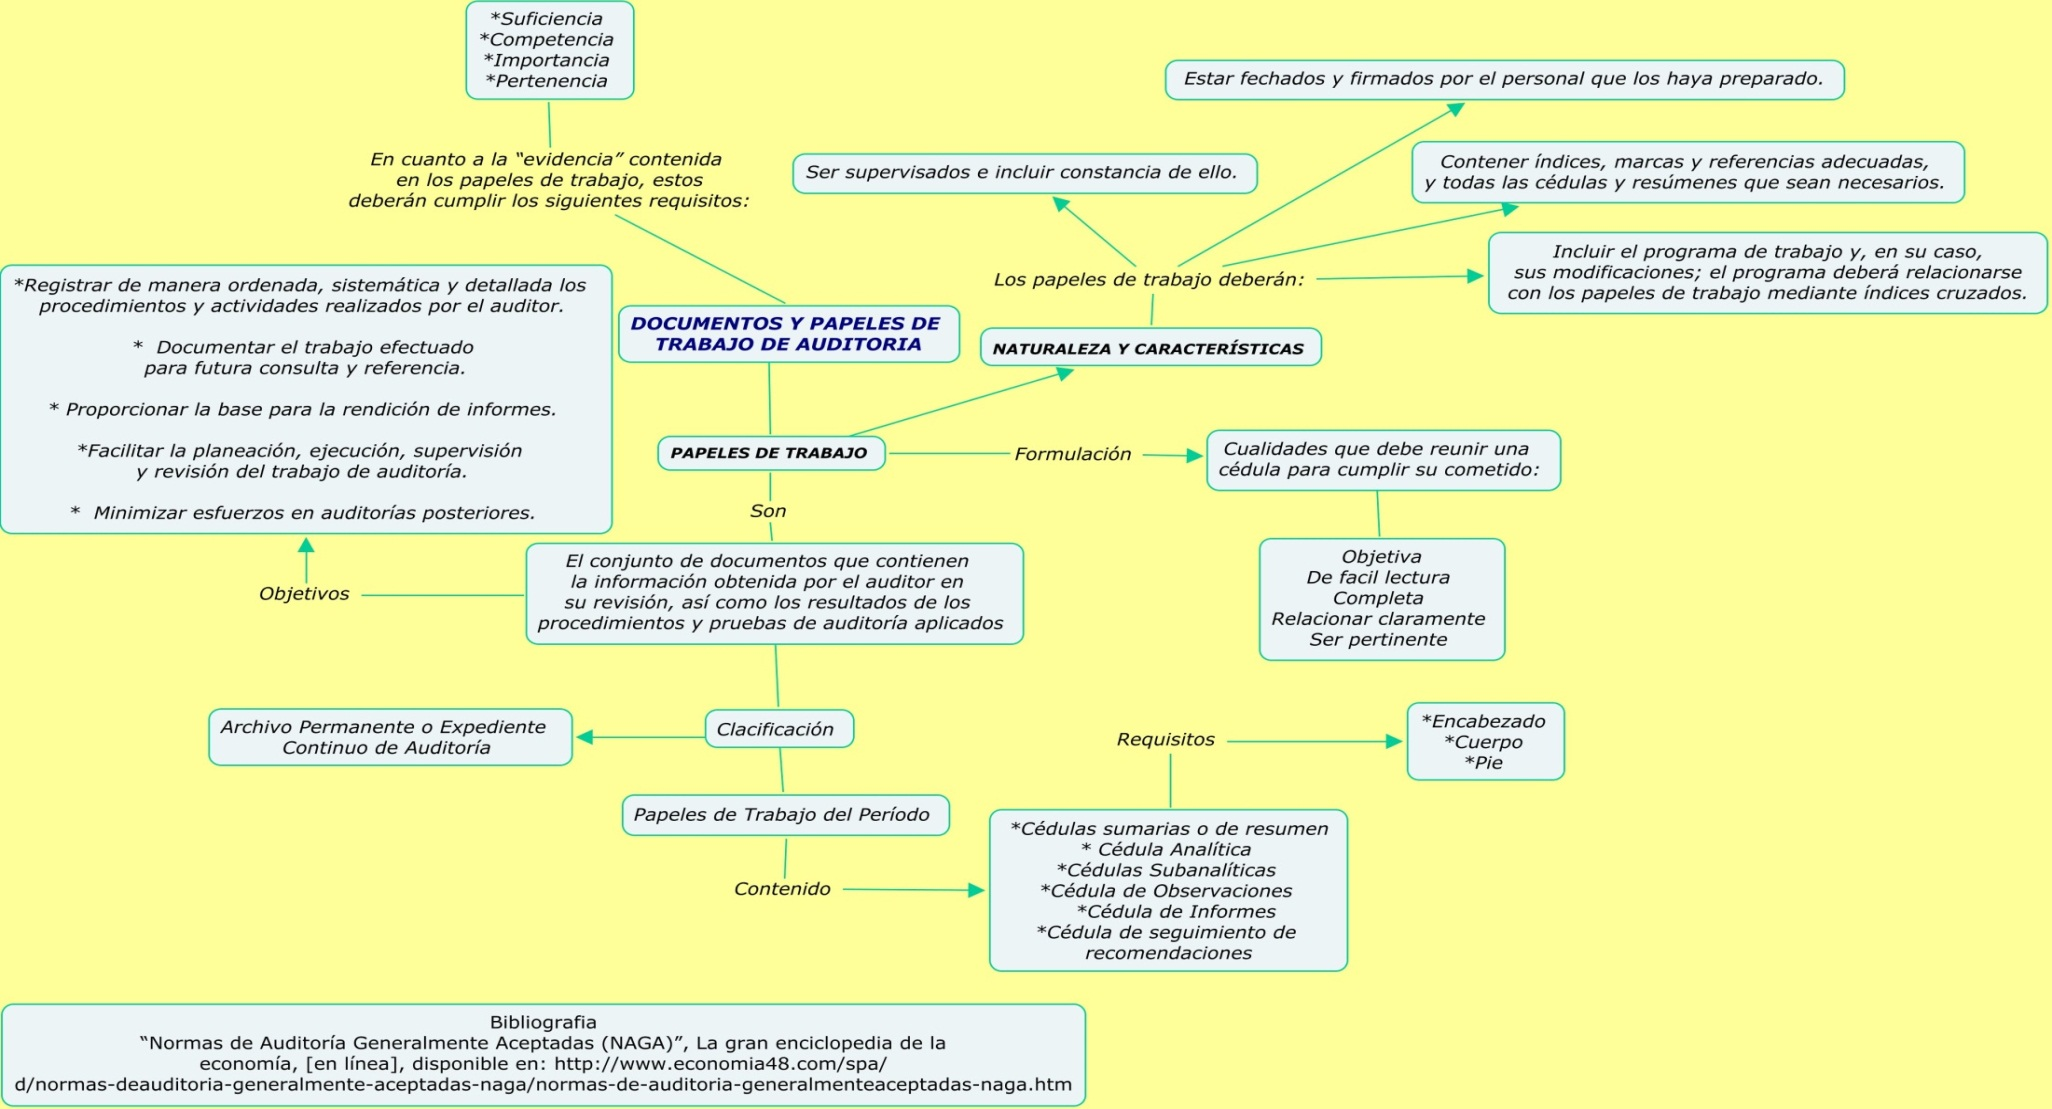 *Suficiencia
*Competencia
*Importancia
*Pertenencia
En cuanto a la “evidencia” contenida
en los papeles de trabajo, estos
deberán cumplir los siguientes requisitos:
Estar fechados y firmados por el personal que los haya preparado.
Ser supervisados e incluir constancia de ello.
Contener índices, marcas y referencias adecuadas,
y todas las cédulas y resúmenes que sean necesarios.
Incluir el programa de trabajo y, en su caso,
sus modificaciones; el programa deberá relacionarse
con los papeles de trabajo mediante índices cruzados.
Los papeles de trabajo deberán:
NATURALEZA Y CARACTERÍSTICAS
DOCUMENTOS Y PAPELES DE
TRABAJO DE AUDITORIA
*Registrar de manera ordenada, sistemática y detallada los
procedimientos y actividades realizados por el auditor.
* Documentar el trabajo efectuado
para futura consulta y referencia.
* Proporcionar la base para la rendición de informes.
*Facilitar la planeación, ejecución, supervisión
y revisión del trabajo de auditoría.
* Minimizar esfuerzos en auditorías posteriores.
PAPELES DE TRABAJO
Formulación
Cualidades que debe reunir una
cédula para cumplir su cometido:
Son
Objetiva
De facil lectura
Completa
Relacionar claramente
Ser pertinente
El conjunto de documentos que contienen
la información obtenida por el auditor en
su revisión, así como los resultados de los
procedimientos y pruebas de auditoría aplicados
Objetivos
Archivo Permanente o Expediente
Continuo de Auditoría
Clacificación
Requisitos
*Encabezado
*Cuerpo
*Pie
Papeles de Trabajo del Período
Contenido
*Cédulas sumarias o de resumen
* Cédula Analítica
*Cédulas Subanalíticas
*Cédula de Observaciones
*Cédula de Informes
*Cédula de seguimiento de
recomendaciones
Bibliografia
“Normas de Auditoría Generalmente Aceptadas (NAGA)”, La gran enciclopedia de la
economía, [en línea], disponible en: http://www.economia48.com/spa/
d/normas-deauditoria-generalmente-aceptadas-naga/normas-de-auditoria-generalmenteaceptadas-naga.htm